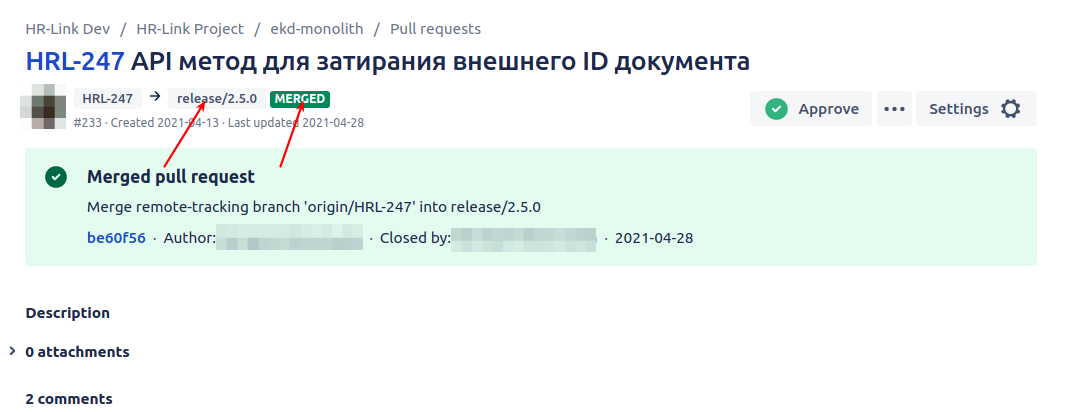 HR-Link Dev / HR-Link Project / ekd-monolith / Pull requests
HRL-247 API метод для затирания внешнего ID документа
HRL-247 → release/2.5.0 MERGED
#233 · Created 2021-04-13 · Last updated 2021-04-28
Approve ••• Settings
Merged pull request
Merge remote-tracking branch 'origin/HRL-247' into release/2.5.0
be60f56 · Author: · Closed by: · 2021-04-28
Description
0 attachments
2 comments